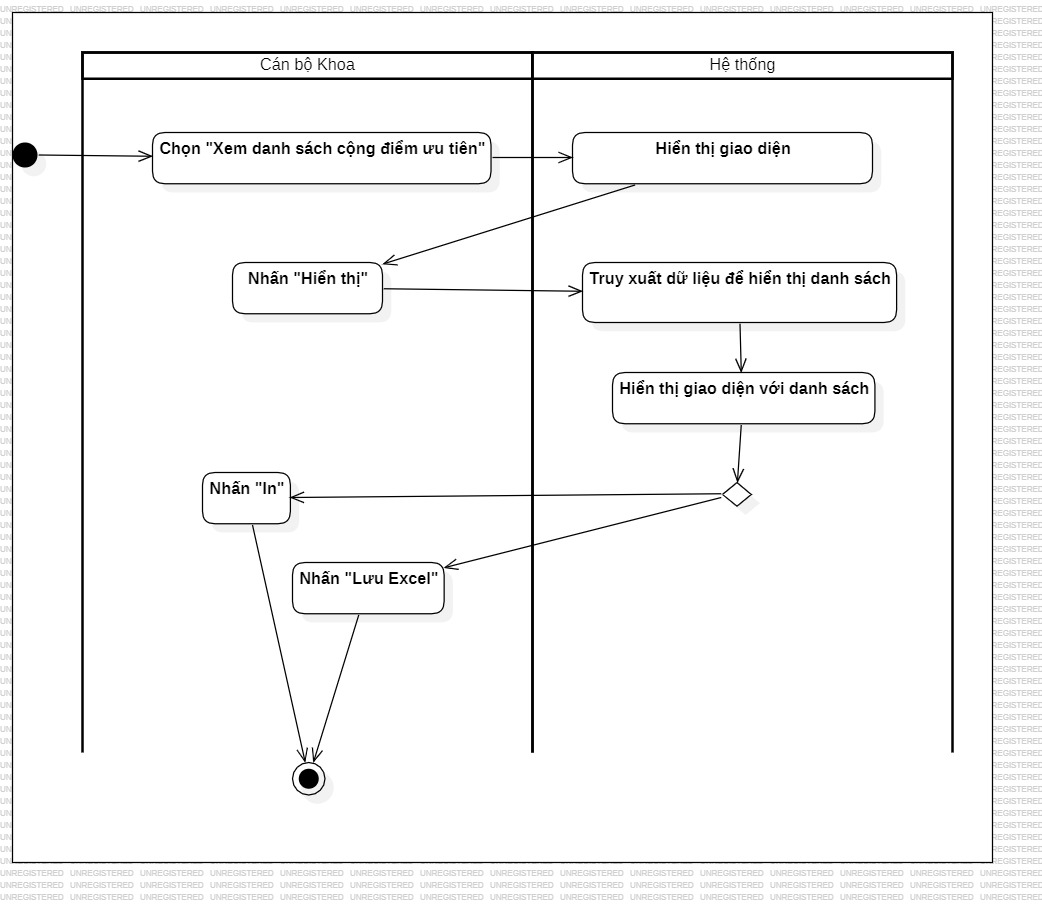 Cán bộ Khoa
Hệ thống
Chọn "Xem danh sách cộng điểm ưu tiên"
Hiển thị giao diện
Nhấn "Hiển thị"
Truy xuất dữ liệu để hiển thị danh sách
Hiển thị giao diện với danh sách
Nhấn "In"
Nhấn "Lưu Excel"
UNREGISTERED